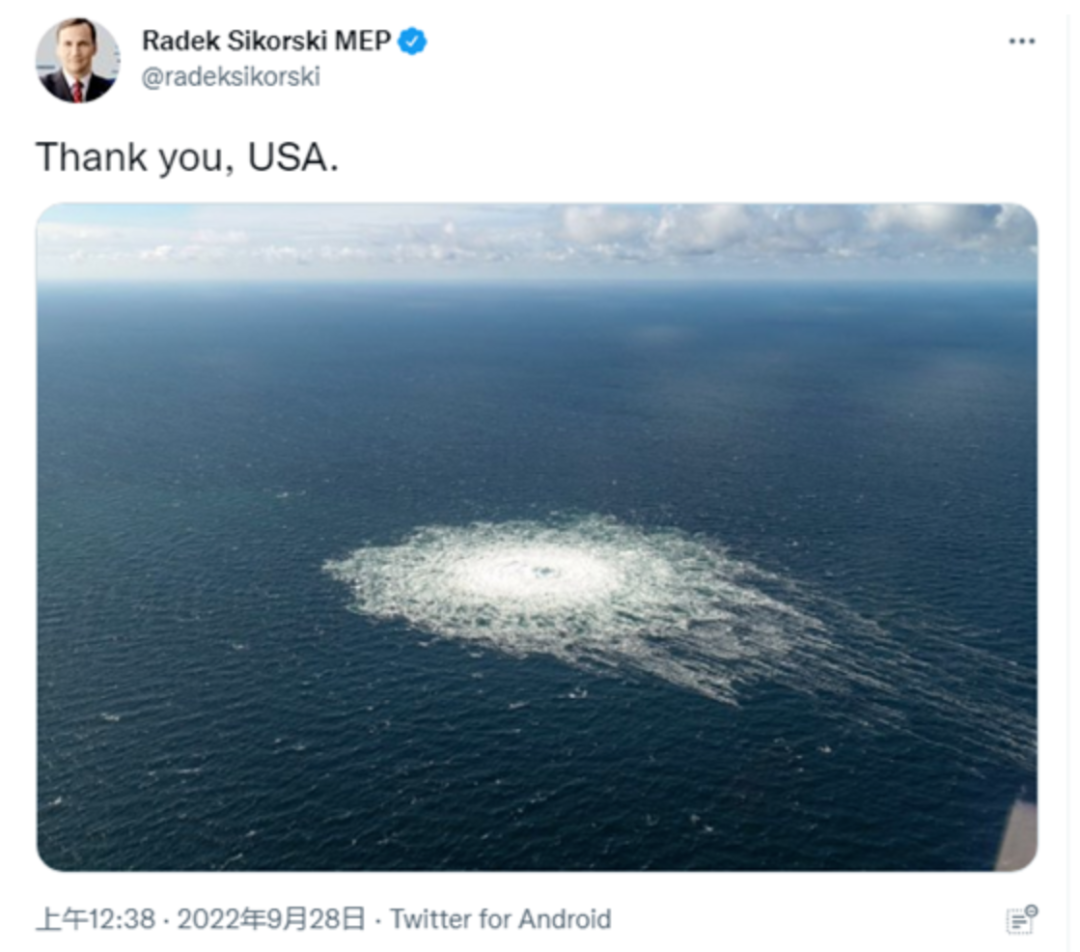 Radek Sikorski MEP
@radeksikorski
Thank you, USA.
上午12:38 · 2022年9月28日 · Twitter for Android